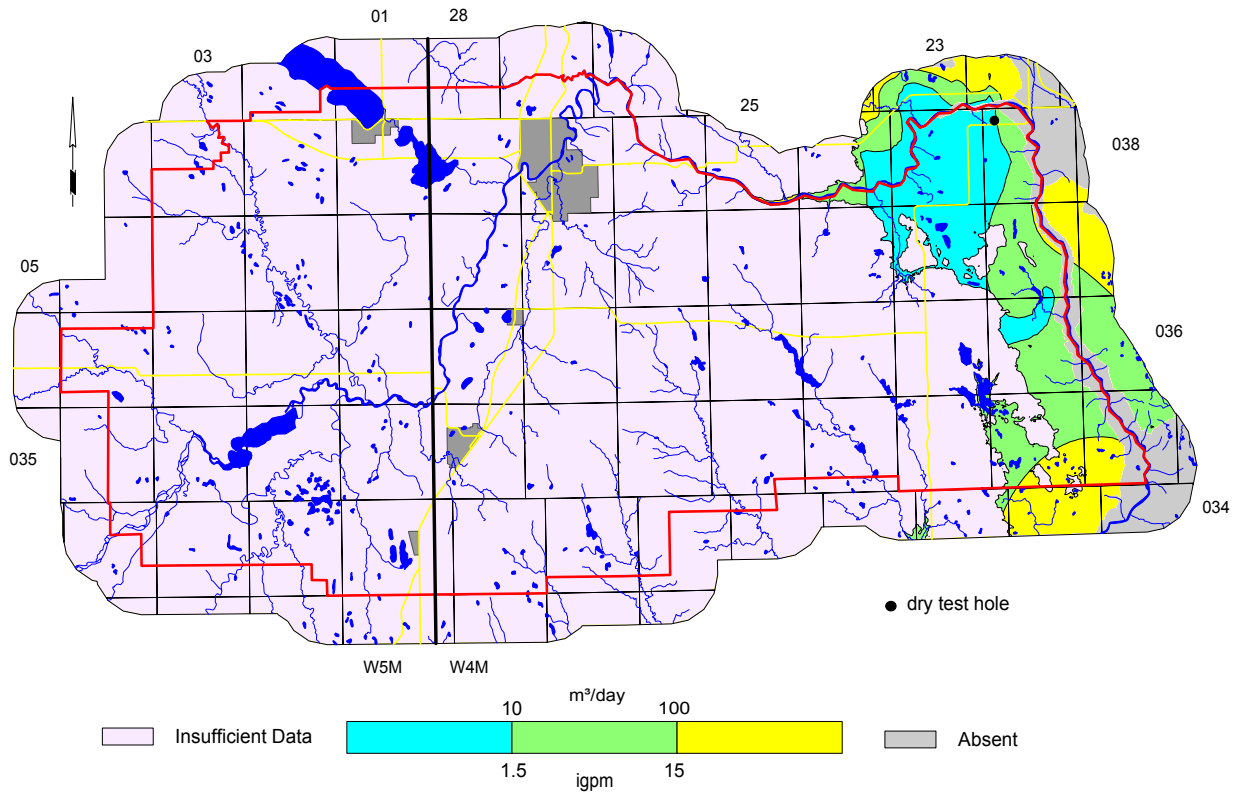 01 28
03
23
25
038
05
036
035
034
dry test hole
W5M W4M
m³/day
10 100
Insufficient Data
Absent
1.5 15
igpm